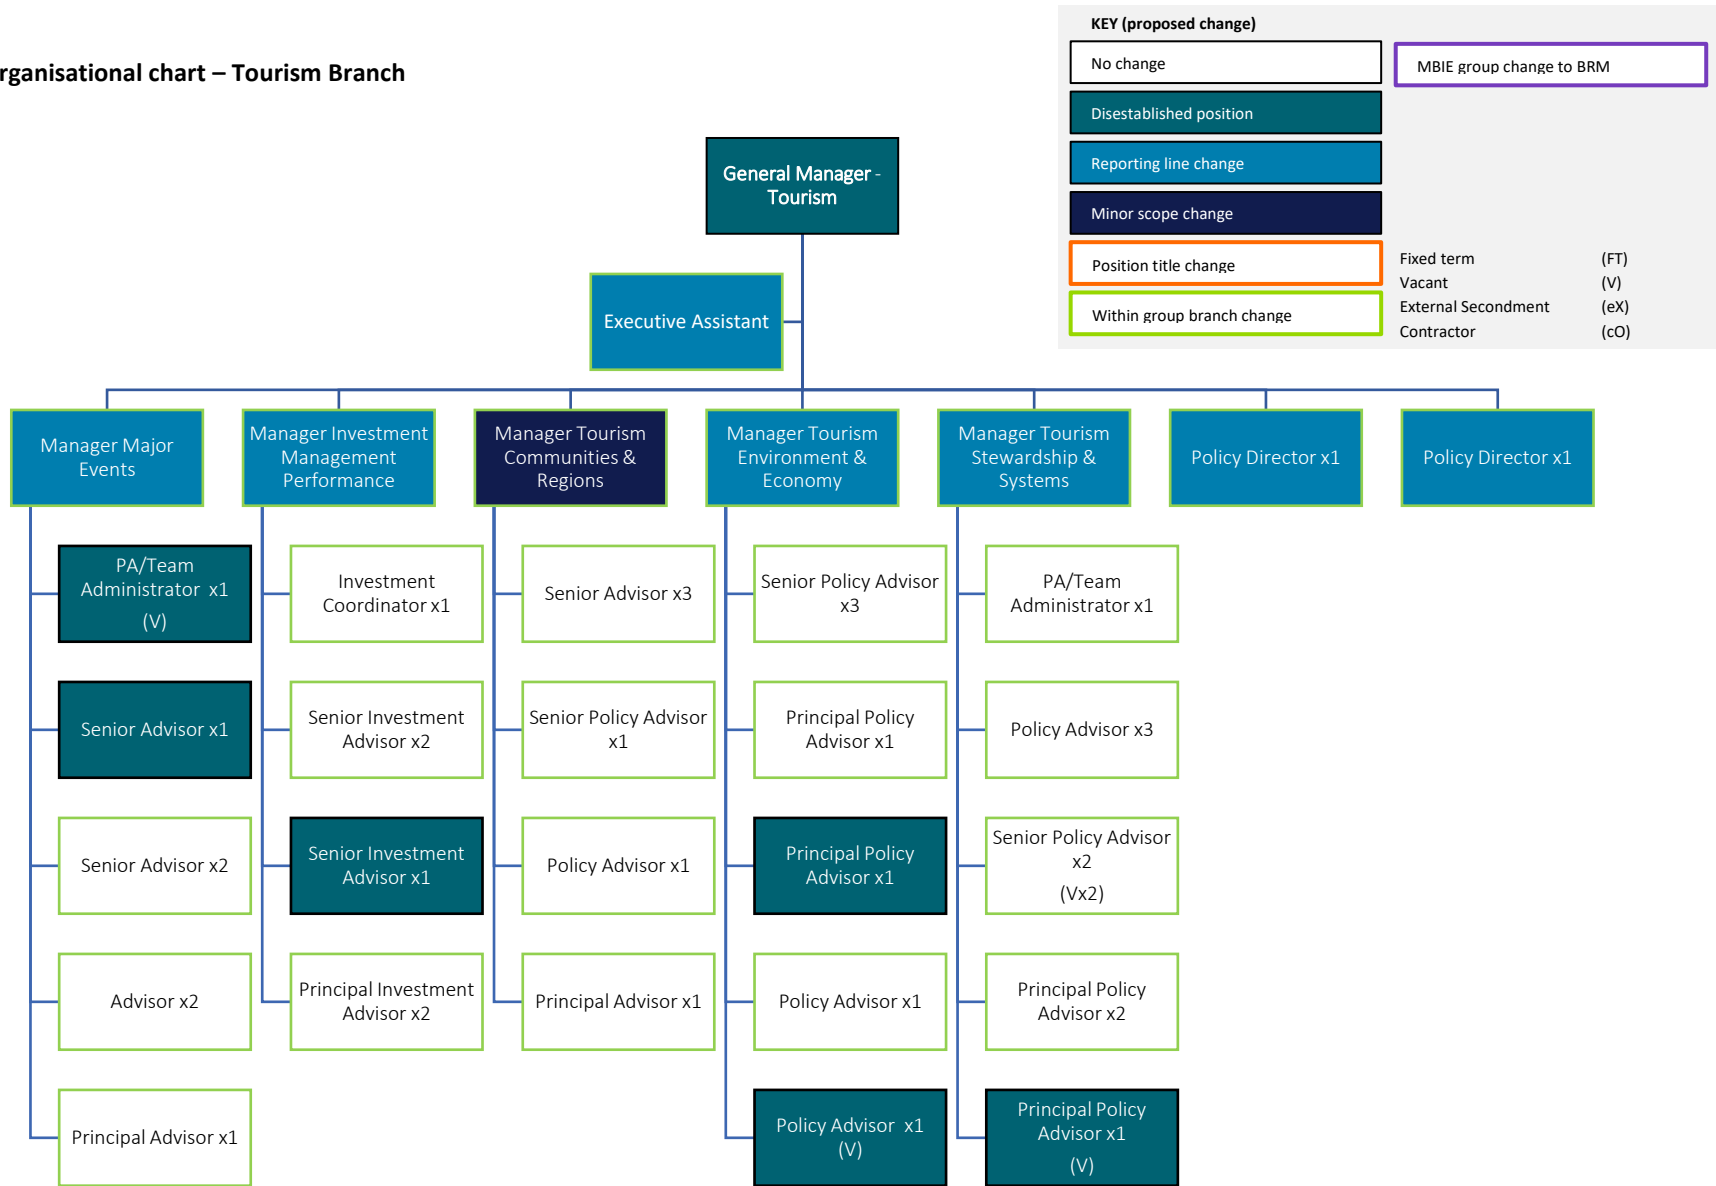 KEY (proposed change)
No change
MBIE group change to BRM
rganisational chart – Tourism Branch
Disestablished position
Reporting line change
Minor scope change
Position title change
Within group branch change
Fixed term (FT)
Vacant (V)
External Secondment (eX)
Contractor (cO)
General Manager -
Tourism
Executive Assistant
Manager Major
Events
Manager Investment
Management
Performance
Manager Tourism
Communities &
Regions
Manager Tourism
Environment &
Economy
Manager Tourism
Stewardship &
Systems
Policy Director x1
Policy Director x1
PA/Team
Administrator x1
(V)
Senior Advisor x1
Senior Advisor x2
Advisor x2
Principal Advisor x1
Investment
Coordinator x1
Senior Investment
Advisor x2
Senior Investment
Advisor x1
Principal Investment
Advisor x2
Senior Advisor x3
Senior Policy Advisor
x1
Policy Advisor x1
Principal Advisor x1
Senior Policy Advisor
x3
Principal Policy
Advisor x1
Principal Policy
Advisor x1
Policy Advisor x1
Policy Advisor x1
(V)
PA/Team
Administrator x1
Policy Advisor x3
Senior Policy Advisor
x2
(Vx2)
Principal Policy
Advisor x2
Principal Policy
Advisor x1
(V)